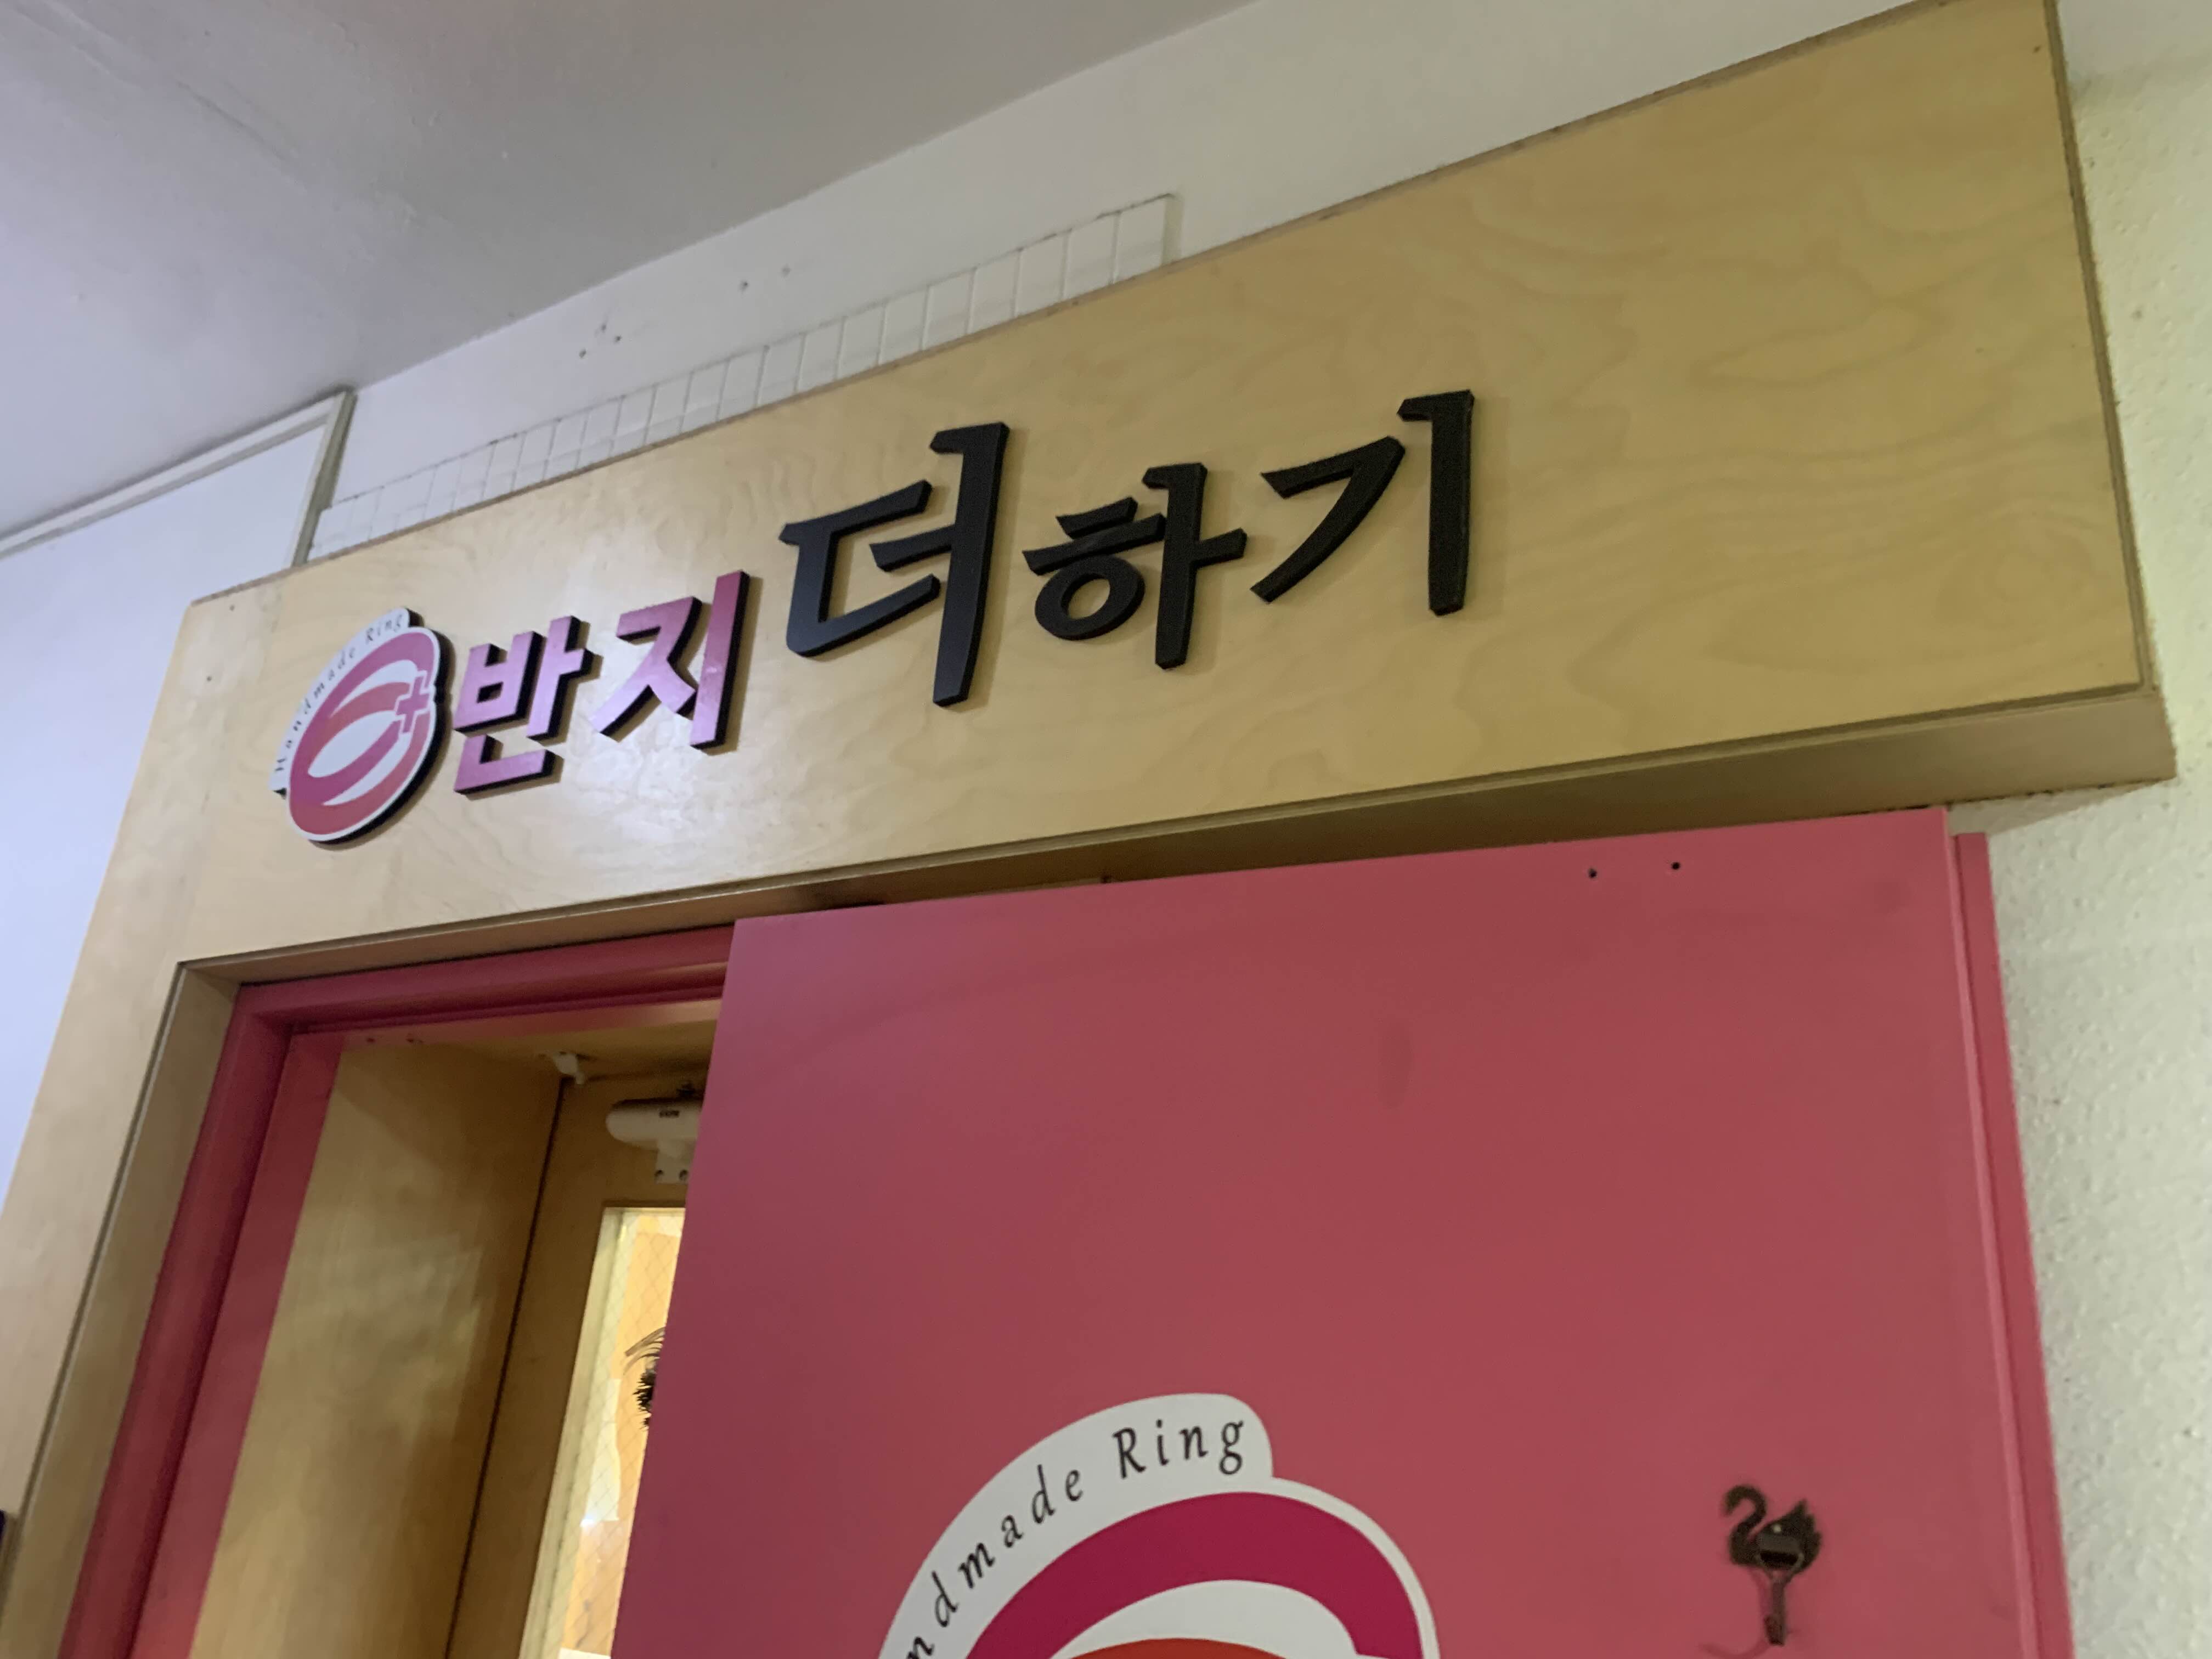 Handmade Ring
반지더하기
ndmade Ring